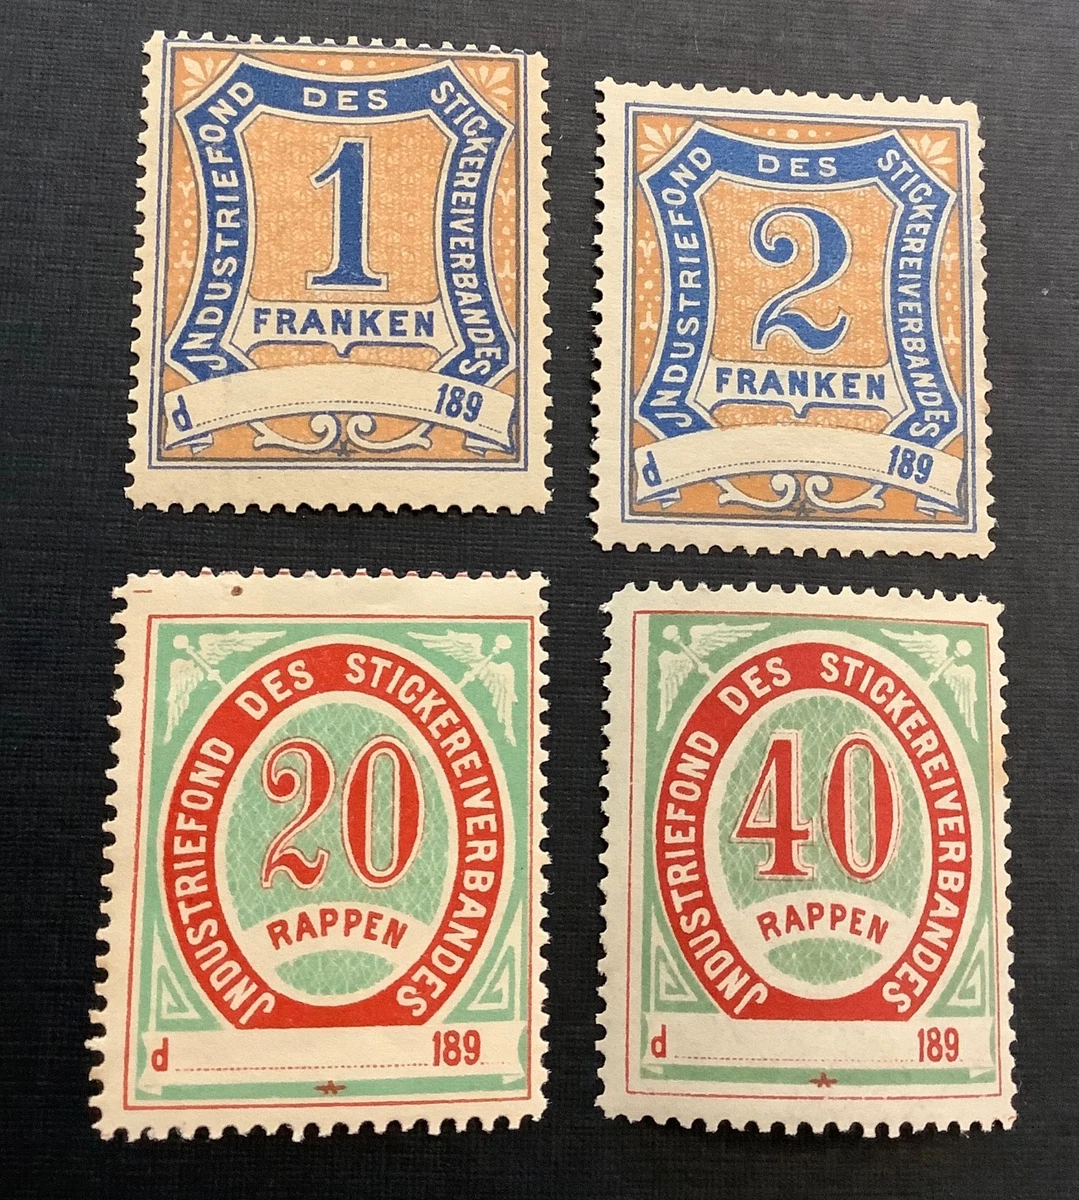 JNDUSTRIEFOND DES STICKEREIVERBANDES
1
FRANKEN
d 189
JNDUSTRIEFOND DES STICKEREIVERBANDES
2
FRANKEN
d 189
JNDUSTRIEFOND DES STICKEREIVERBANDES
20
RAPPEN
d 189
JNDUSTRIEFOND DES STICKEREIVERBANDES
40
RAPPEN
d 189